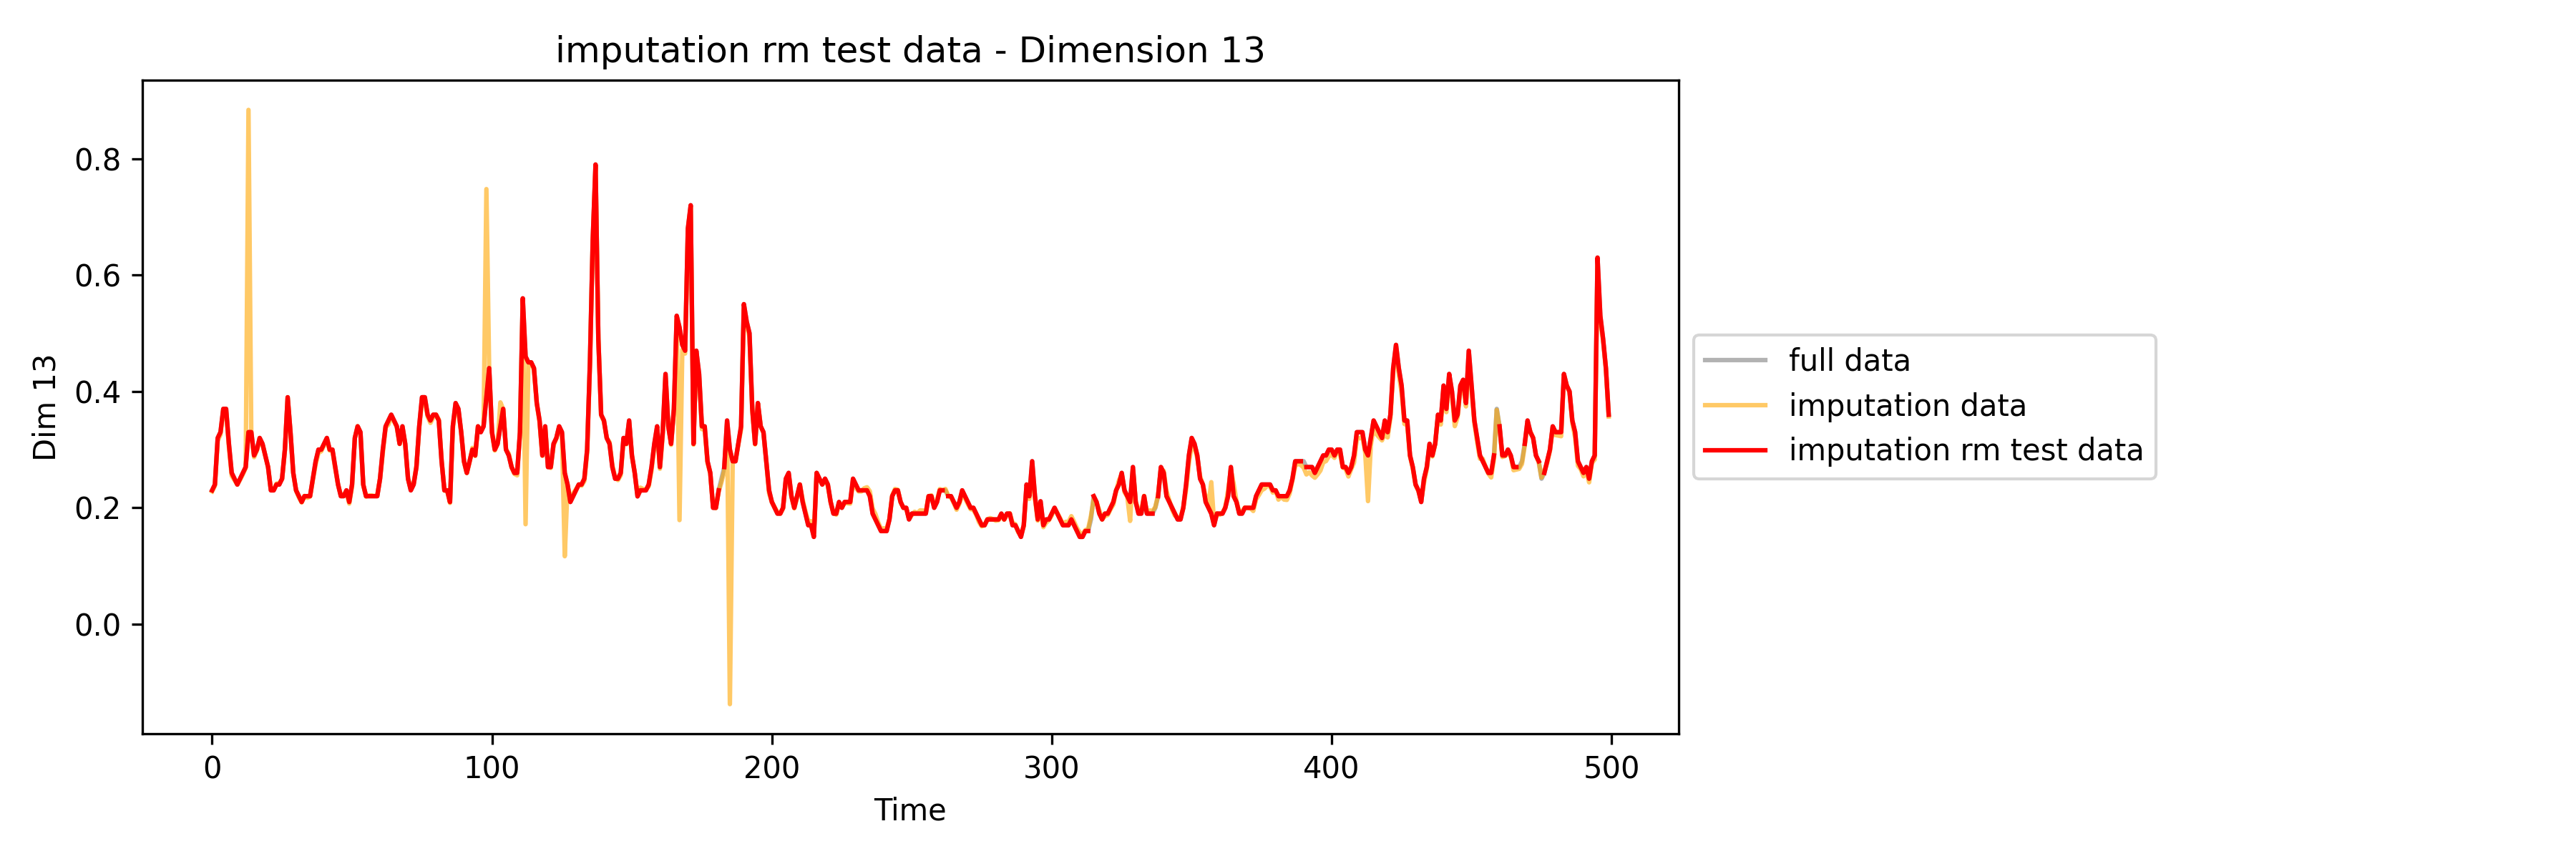 imputation rm test data - Dimension 13
Dim 13
0.8
0.6
0.4
0.2
0.0
0 100 200 300 400 500
Time
full data
imputation data
imputation rm test data